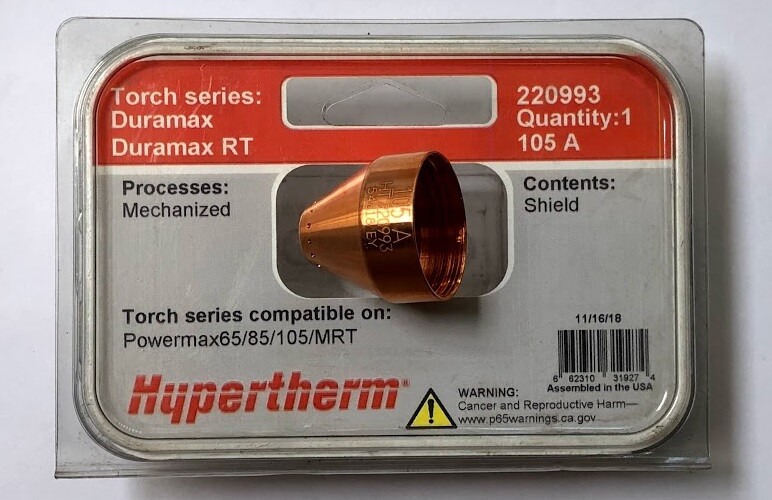 Torch series:
Duramax
Duramax RT
220993
Quantity:1
105 A
Processes:
Mechanized
Contents:
Shield
105 A
Torch series compatible on:
Powermax65/85/105/MRT
11/16/18
6 62310 31927 4
Assembled in the USA
Hypertherm®
WARNING:
Cancer and Reproductive Harm—
www.p65warnings.ca.gov